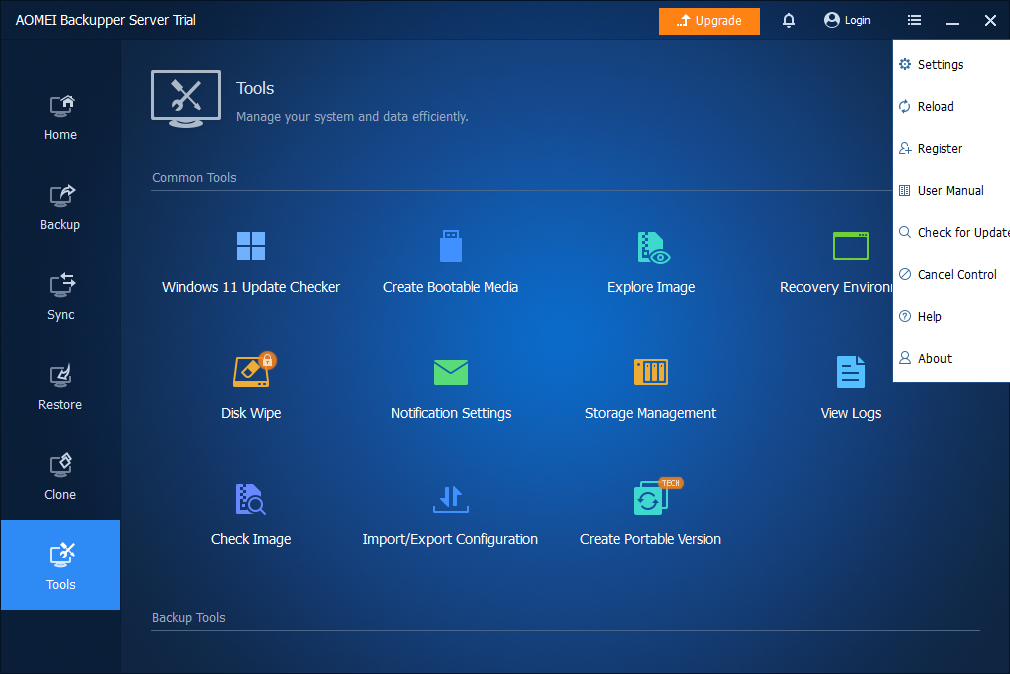 AOMEI Backupper Server Trial
Upgrade
Login
Settings
Reload
Register
User Manual
Check for Update
Cancel Control
Help
About
Home
Backup
Sync
Restore
Clone
Tools
Tools
Manage your system and data efficiently.
Common Tools
Windows 11 Update Checker
Create Bootable Media
Explore Image
Recovery Environ
Disk Wipe
Notification Settings
Storage Management
View Logs
Check Image
Import/Export Configuration
TECH
Create Portable Version
Backup Tools